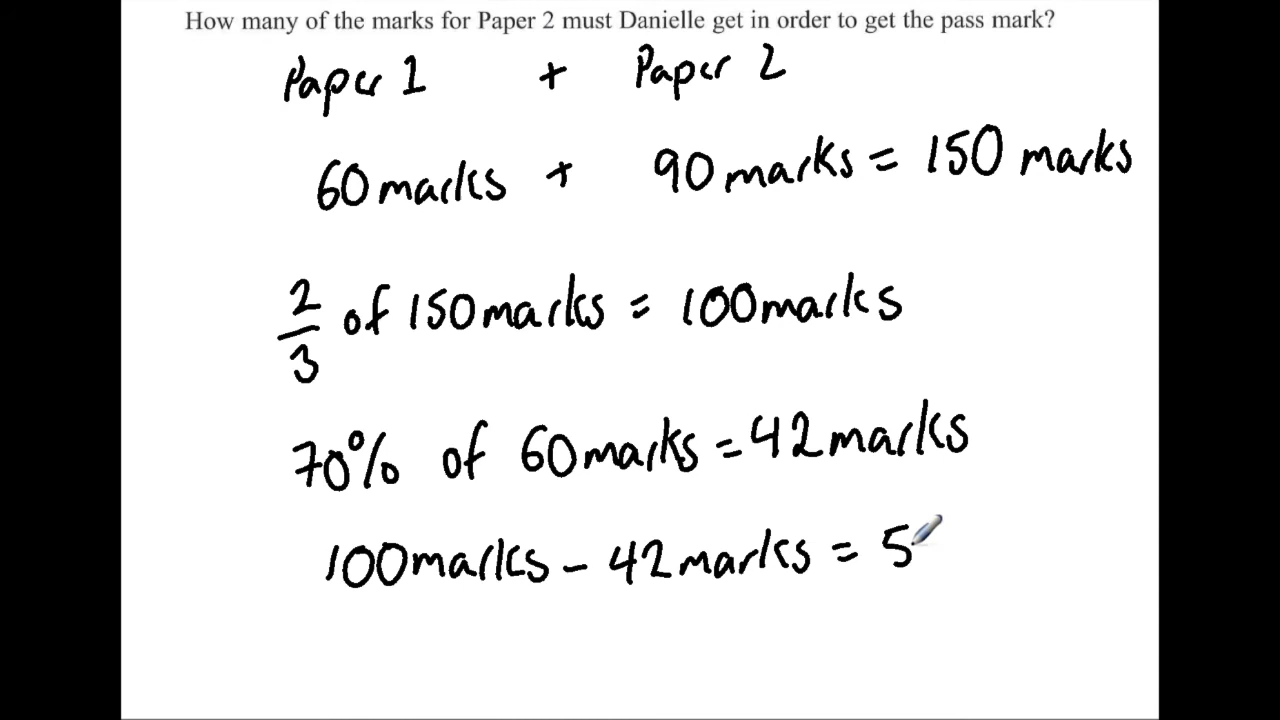 How many of the marks for Paper 2 must Danielle get in order to get the pass mark?
Paper 1 + Paper 2
60 marks + 90 marks = 150 marks
2/3 of 150 marks = 100 marks
70% of 60 marks = 42 marks
100 marks - 42 marks = 5